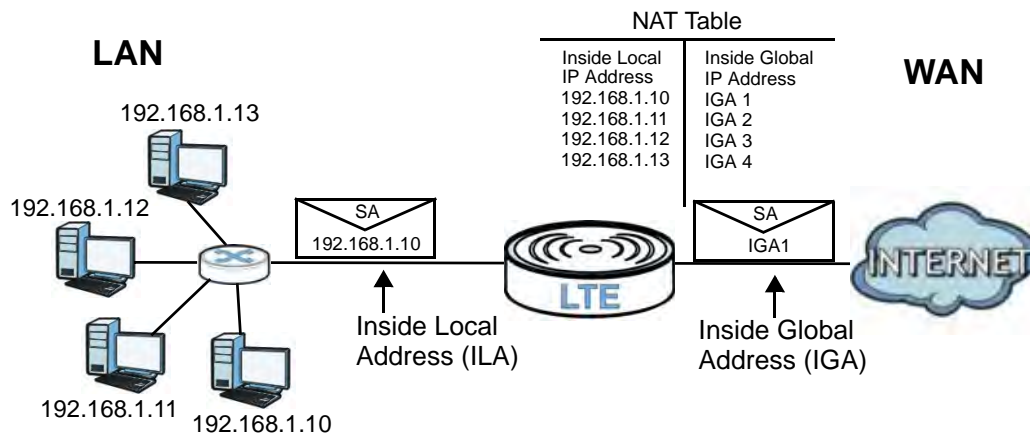 NAT Table
LAN
WAN
Inside Local
IP Address
192.168.1.10
192.168.1.11
192.168.1.12
192.168.1.13
Inside Global
IP Address
IGA 1
IGA 2
IGA 3
IGA 4
192.168.1.13
192.168.1.12
SA
192.168.1.10
SA
IGA1
INTERNET
LTE
Inside Local
Address (ILA)
Inside Global
Address (IGA)
192.168.1.11
192.168.1.10